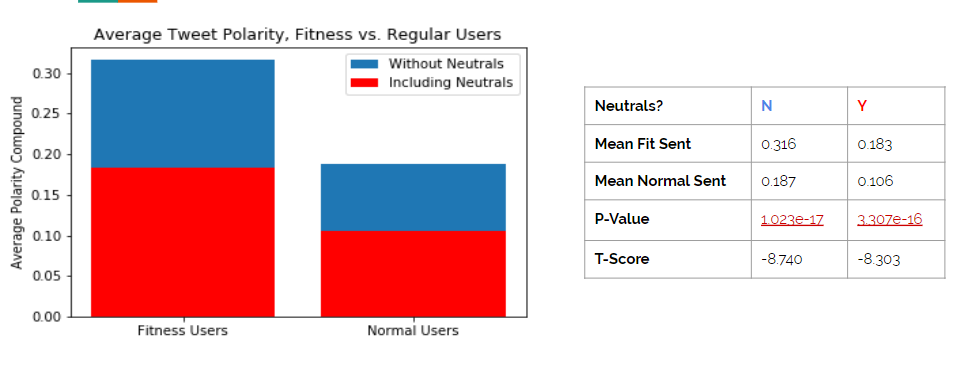 Average Tweet Polarity, Fitness vs. Regular Users
Without Neutrals
Including Neutrals
Average Polarity Compound
0.30
0.25
0.20
0.15
0.10
0.05
0.00
Fitness Users
Normal Users
Neutrals? N Y
Mean Fit Sent 0.316 0.183
Mean Normal Sent 0.187 0.106
P-Value 1.023e-17 3.307e-16
T-Score -8.740 -8.303